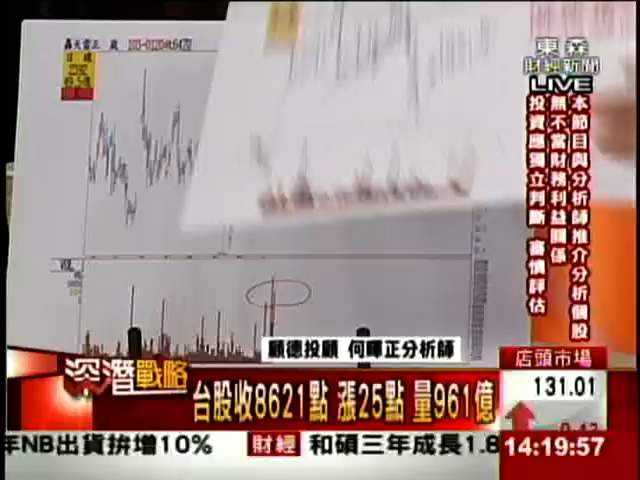 東森
財經新聞
LIVE
本節目與分析師推介分析個股
無不當財務利益關係
投資應獨立判斷 審慎評估
日線
顧德投顧 何暉正分析師
深潛戰略
台股收8621點 漲25點 量961億
店頭市場
131.01
年NB出貨拚增10% 財經 和碩三年成長1.8
14:19:57